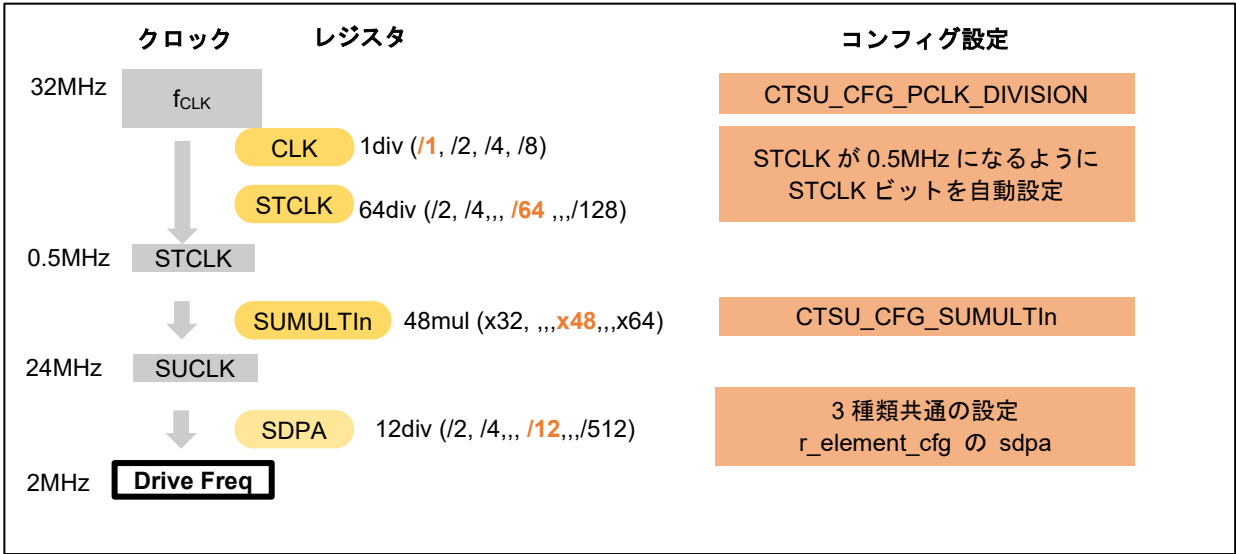 クロック レジスタ コンフィグ設定
32MHz fCLK CTSU_CFG_PCLK_DIVISION
CLK 1div (/1, /2, /4, /8)
STCLK が 0.5MHz になるように
STCLK ビットを自動設定
STCLK 64div (/2, /4,,, /64 ,,,/128)
0.5MHz STCLK
SUMULTIn 48mul (x32, ,,,x48,,,x64) CTSU_CFG_SUMULTIn
24MHz SUCLK
SDPA 12div (/2, /4,,, /12,,,/512)
3 種類共通の設定
r_element_cfg の sdpa
2MHz Drive Freq